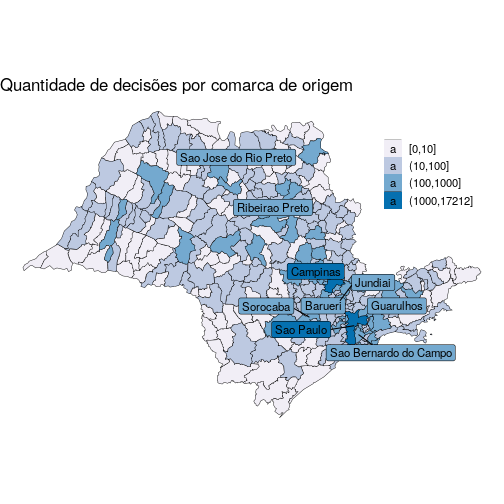 Quantidade de decisões por comarca de origem
a [0,10]
a (10,100]
a (100,1000]
a (1000,17212]
Sao Jose do Rio Preto
Ribeirao Preto
Campinas
Jundiai
Sorocaba
Barueri
Guarulhos
Sao Paulo
Sao Bernardo do Campo